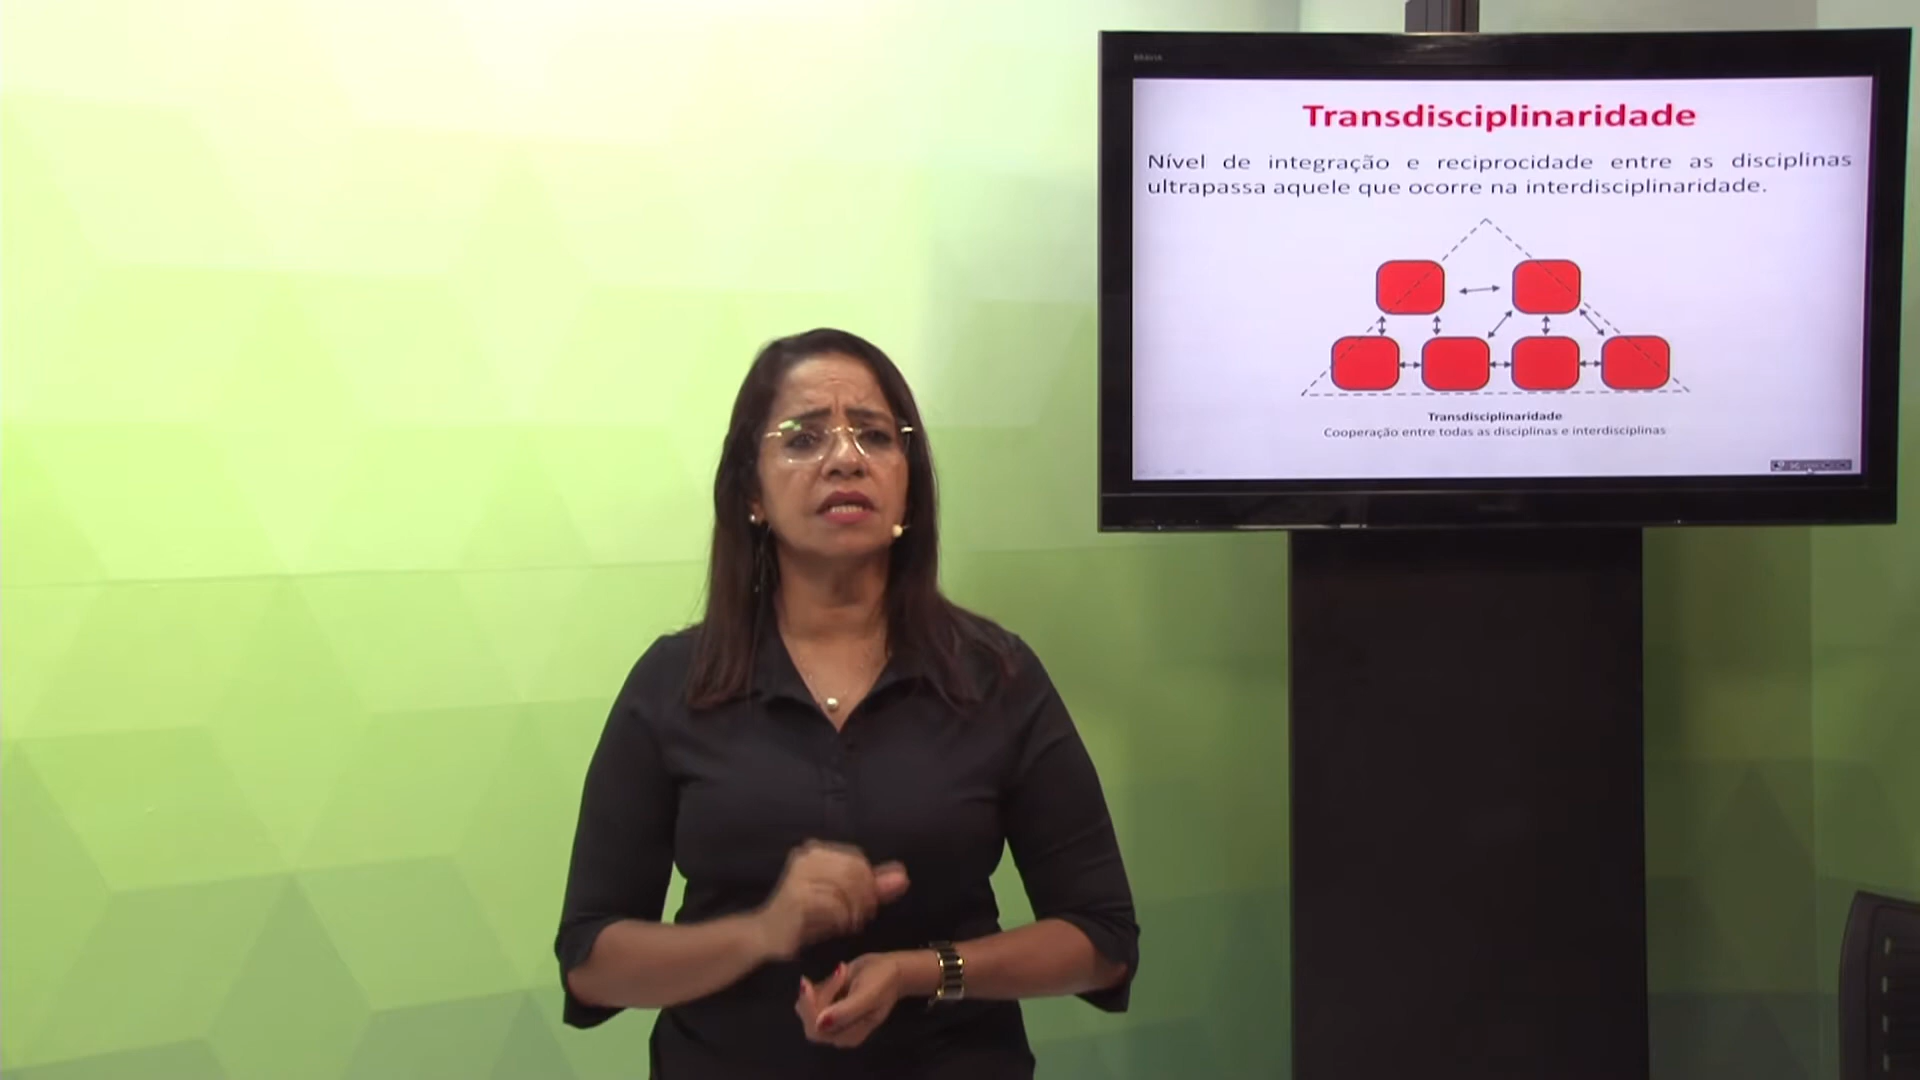 BRAVIA
Transdisciplinaridade
Nível de integração e reciprocidade entre as disciplinas
ultrapassa aquele que ocorre na interdisciplinaridade.
Transdisciplinaridade
Cooperação entre todas as disciplinas e interdisciplinas